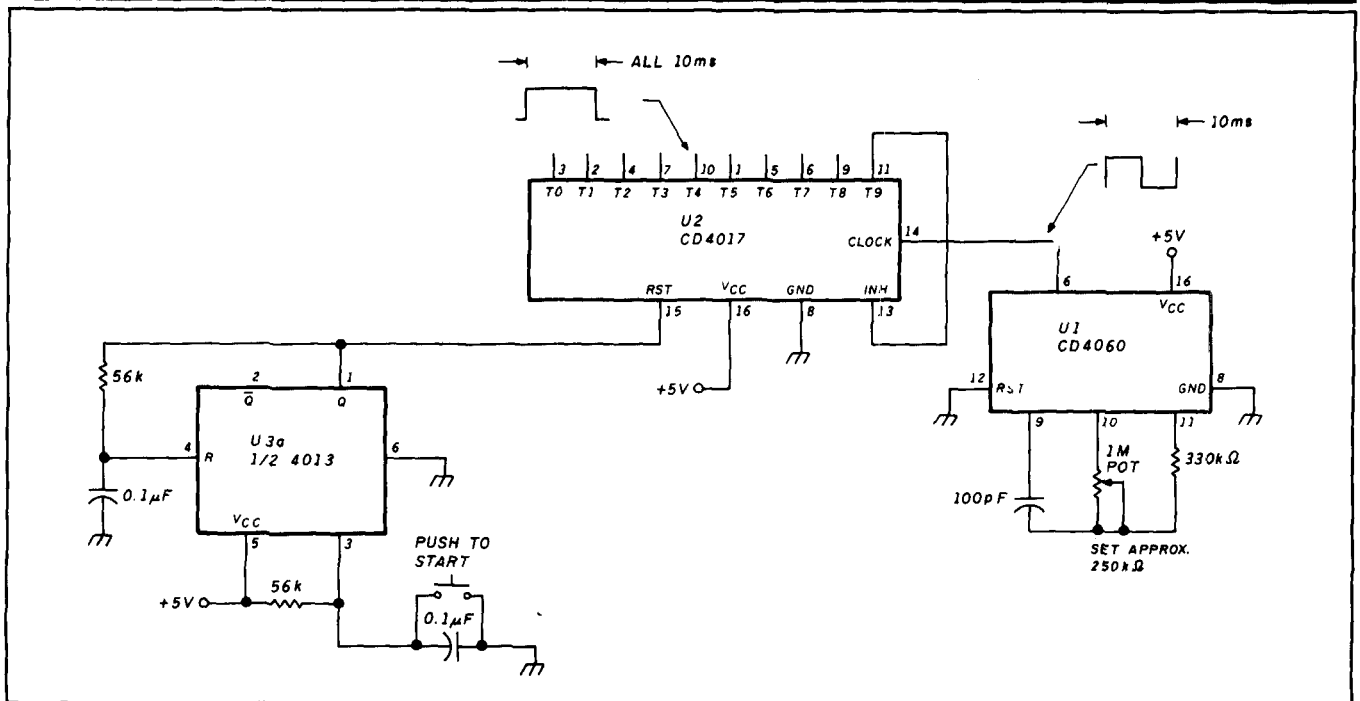 ALL 10ms
10ms
3 2 4 7 10 1 5 6 9 11
T0 T1 T2 T3 T4 T5 T6 T7 T8 T9
U2
CD4017
CLOCK
14
RST VCC GND INH
15 16 8 13
+5V
+5V
6 16
VCC
U1
CD4060
12 RST
GND 8
9 10 11
1M
POT
330kΩ
100pF
SET APPROX.
250kΩ
56k
2 1
Q̅ Q
U3a
1/2 4013
4 R
6
0.1µF
VCC
5 3
+5V
56k
PUSH TO
START
0.1µF